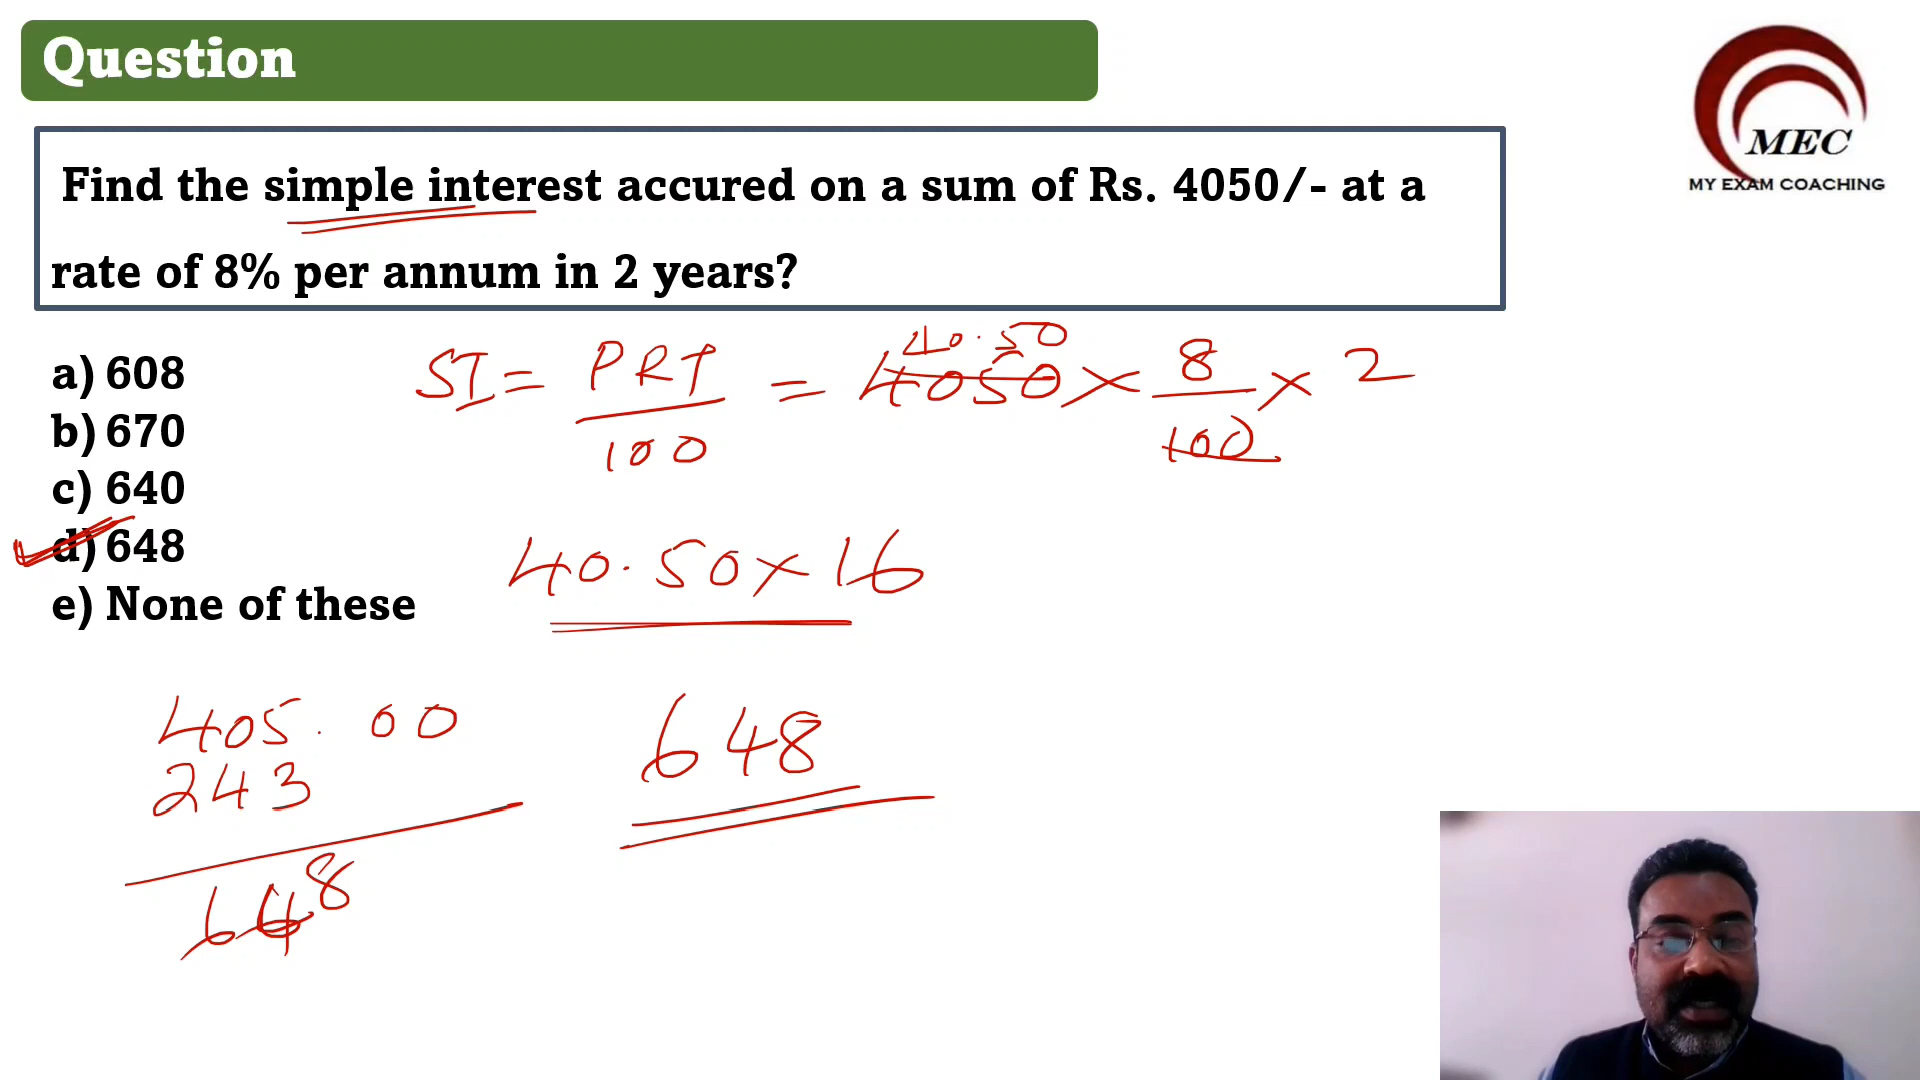 Question
MEC
MY EXAM COACHING
Find the simple interest accured on a sum of Rs. 4050/- at a
rate of 8% per annum in 2 years?
a) 608
b) 670
c) 640
d) 648
e) None of these
40.50
SI = PRT / 100 = 4050 × 8 / 100 × 2
40.50 × 16
405.00
243
648
648